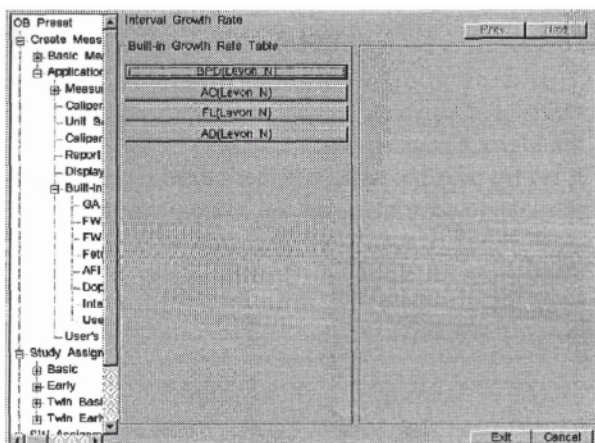 OB Preset
Create Meas
Basic Me
Application
Measu
Caliper
Unit S
Caliper
Report
Display
Built-in
GA
FW
FW
Fet
AFI
Dop
Inte
Use
User's
Study Assign
Basic
Early
Twin Basi
Twin Earl
Interval Growth Rate
Prev Next
Built-in Growth Rate Table
BPD(Levon N)
AC(Levon N)
FL(Levon N)
AD(Levon N)
Exit Cancel